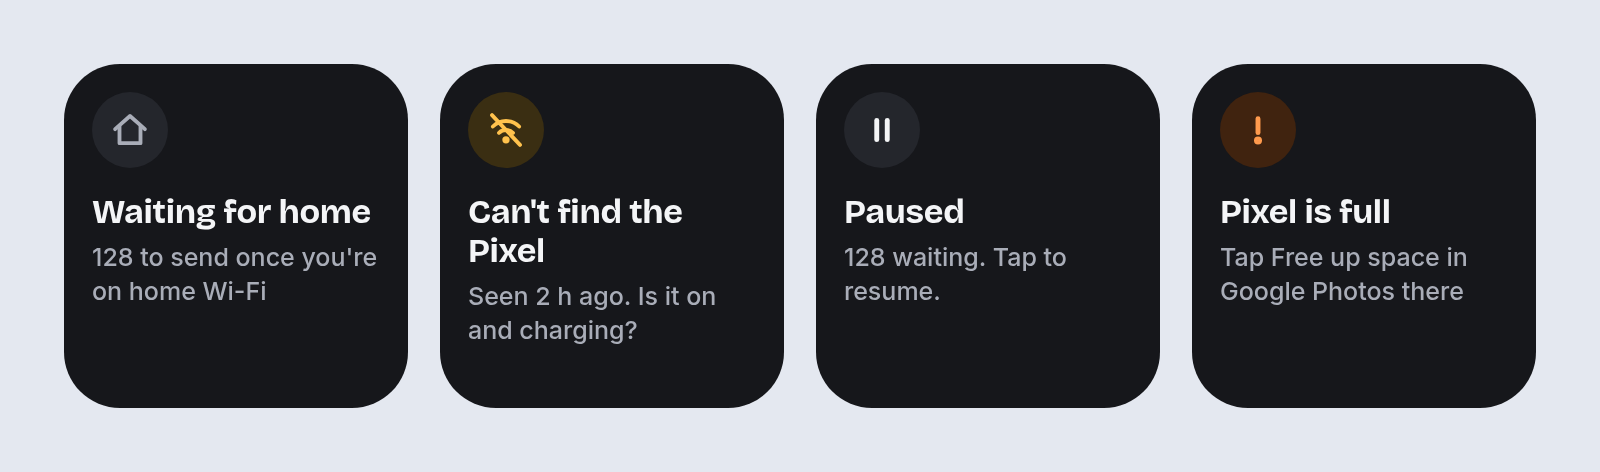 Waiting for home
128 to send once you're
on home Wi-Fi
Can't find the
Pixel
Seen 2 h ago. Is it on
and charging?
Paused
128 waiting. Tap to
resume.
Pixel is full
Tap Free up space in
Google Photos there